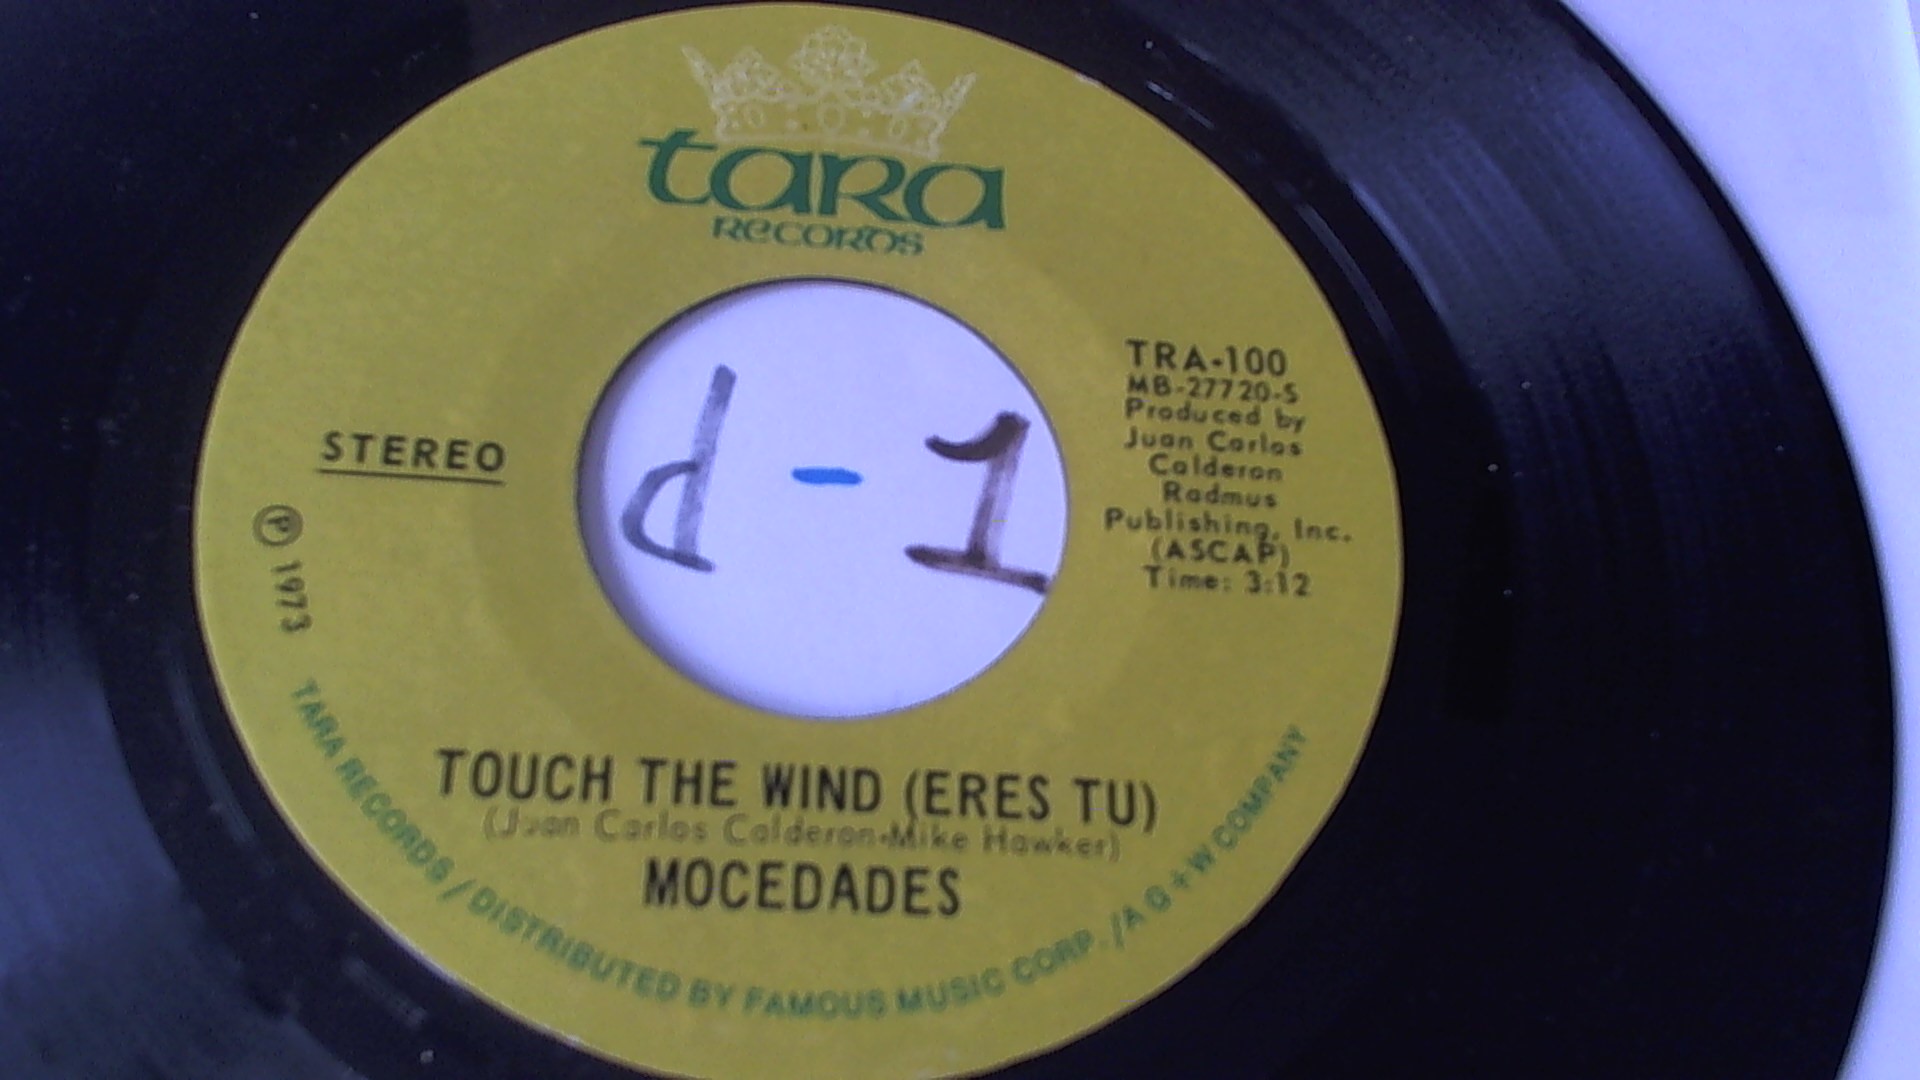 tara
RECORDS
d - 1
STEREO
TRA-100
MB-27720-S
Produced by
Juan Carlos
Calderon
Radmus
Publishing, Inc.
(ASCAP)
Time: 3:12
℗ 1973
TOUCH THE WIND (ERES TU)
(Juan Carlos Calderon-Mike Hawker)
MOCEDADES
TARA RECORDS / DISTRIBUTED BY FAMOUS MUSIC CORP. / A G + W COMPANY